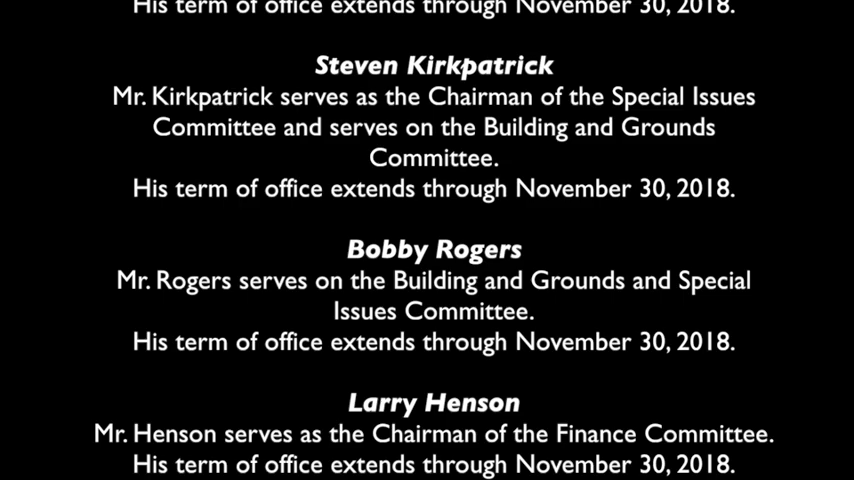 His term of office extends through November 30, 2018.
Steven Kirkpatrick
Mr. Kirkpatrick serves as the Chairman of the Special Issues
Committee and serves on the Building and Grounds
Committee.
His term of office extends through November 30, 2018.
Bobby Rogers
Mr. Rogers serves on the Building and Grounds and Special
Issues Committee.
His term of office extends through November 30, 2018.
Larry Henson
Mr. Henson serves as the Chairman of the Finance Committee.
His term of office extends through November 30, 2018.